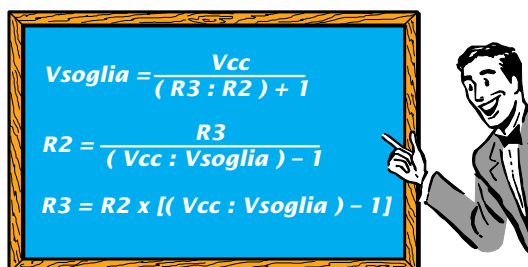 Vsoglia = Vcc / ( R3 : R2 ) + 1
R2 = R3 / ( Vcc : Vsoglia ) – 1
R3 = R2 x [( Vcc : Vsoglia ) – 1]